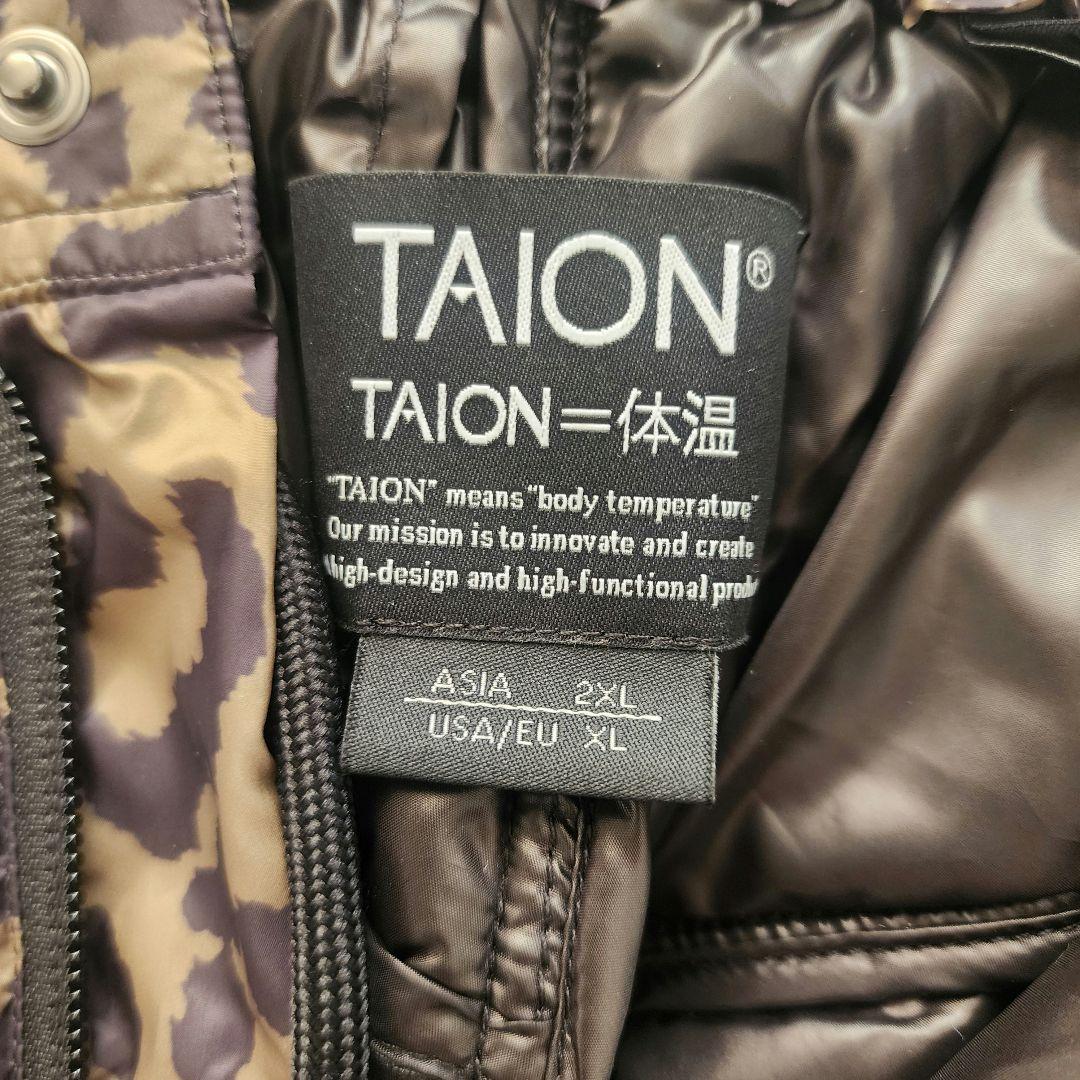 TAION®
TAION=体温
"TAION" means "body temperature"
Our mission is to innovate and create
high-design and high-functional
ASIA 2XL
USA/EU XL